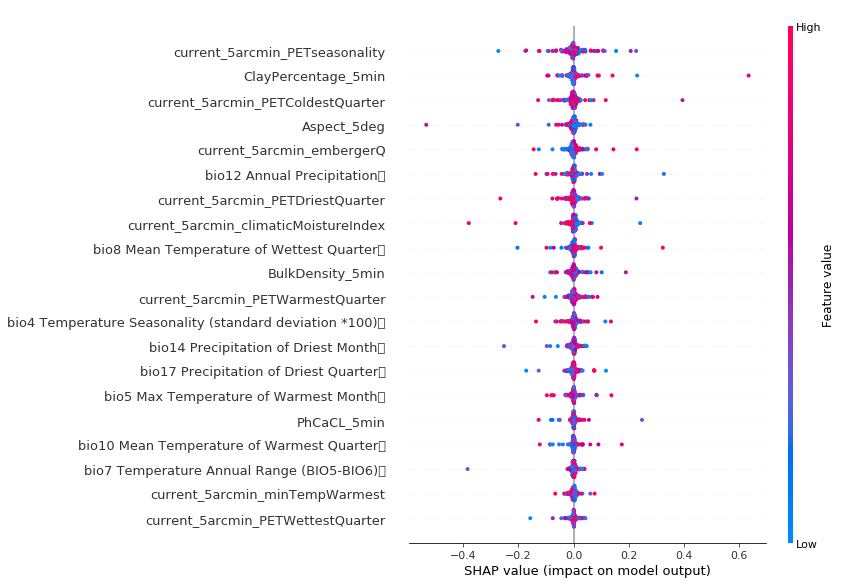 High
current_5arcmin_PETseasonality
ClayPercentage_5min
current_5arcmin_PETColdestQuarter
Aspect_5deg
current_5arcmin_embergerQ
bio12 Annual Precipitation
current_5arcmin_PETDriestQuarter
current_5arcmin_climaticMoistureIndex
bio8 Mean Temperature of Wettest Quarter
BulkDensity_5min
current_5arcmin_PETWarmestQuarter
bio4 Temperature Seasonality (standard deviation *100)
bio14 Precipitation of Driest Month
bio17 Precipitation of Driest Quarter
bio5 Max Temperature of Warmest Month
PhCaCL_5min
bio10 Mean Temperature of Warmest Quarter
bio7 Temperature Annual Range (BIO5-BIO6)
current_5arcmin_minTempWarmest
current_5arcmin_PETWettestQuarter
Feature value
Low
−0.4 −0.2 0.0 0.2 0.4 0.6
SHAP value (impact on model output)